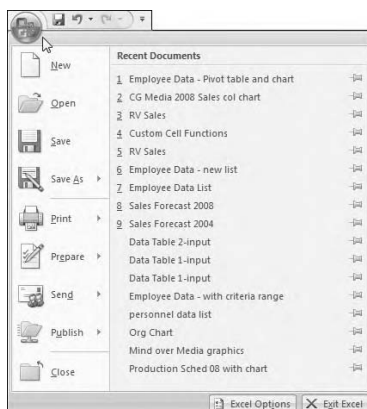 New
Open
Save
Save As
Print
Prepare
Send
Publish
Close
Recent Documents
1 Employee Data - Pivot table and chart
2 CG Media 2008 Sales col chart
3 RV Sales
4 Custom Cell Functions
5 RV Sales
6 Employee Data - new list
7 Employee Data List
8 Sales Forecast 2008
9 Sales Forecast 2004
Data Table 2-input
Data Table 1-input
Data Table 1-input
Employee Data - with criteria range
personnel data list
Org Chart
Mind over Media graphics
Production Sched 08 with chart
Excel Options
Exit Excel